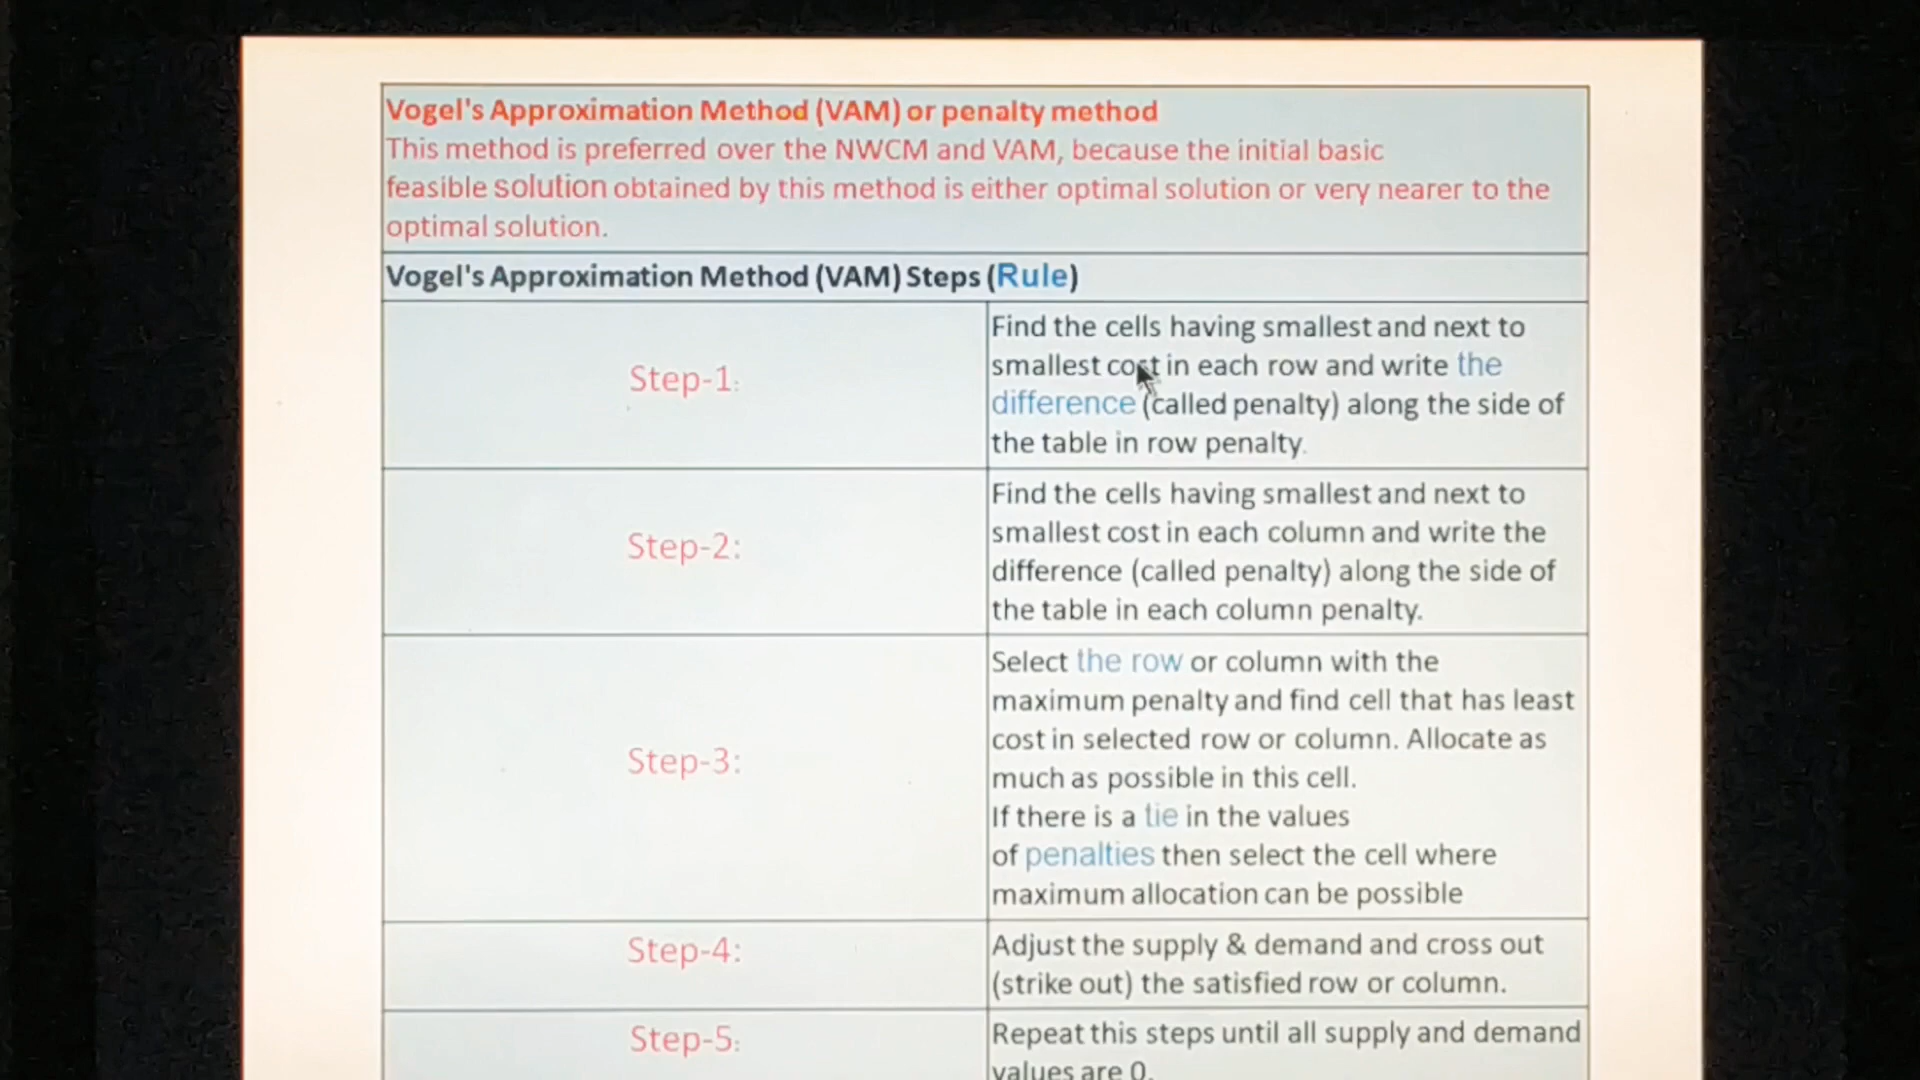 Vogel's Approximation Method (VAM) or penalty method
This method is preferred over the NWCM and VAM, because the initial basic
feasible solution obtained by this method is either optimal solution or very nearer to the
optimal solution.
Vogel's Approximation Method (VAM) Steps (Rule)
Step-1:
Find the cells having smallest and next to
smallest cost in each row and write the
difference (called penalty) along the side of
the table in row penalty.
Step-2:
Find the cells having smallest and next to
smallest cost in each column and write the
difference (called penalty) along the side of
the table in each column penalty.
Step-3:
Select the row or column with the
maximum penalty and find cell that has least
cost in selected row or column. Allocate as
much as possible in this cell.
If there is a tie in the values
of penalties then select the cell where
maximum allocation can be possible
Step-4:
Adjust the supply & demand and cross out
(strike out) the satisfied row or column.
Step-5:
Repeat this steps until all supply and demand
values are 0.